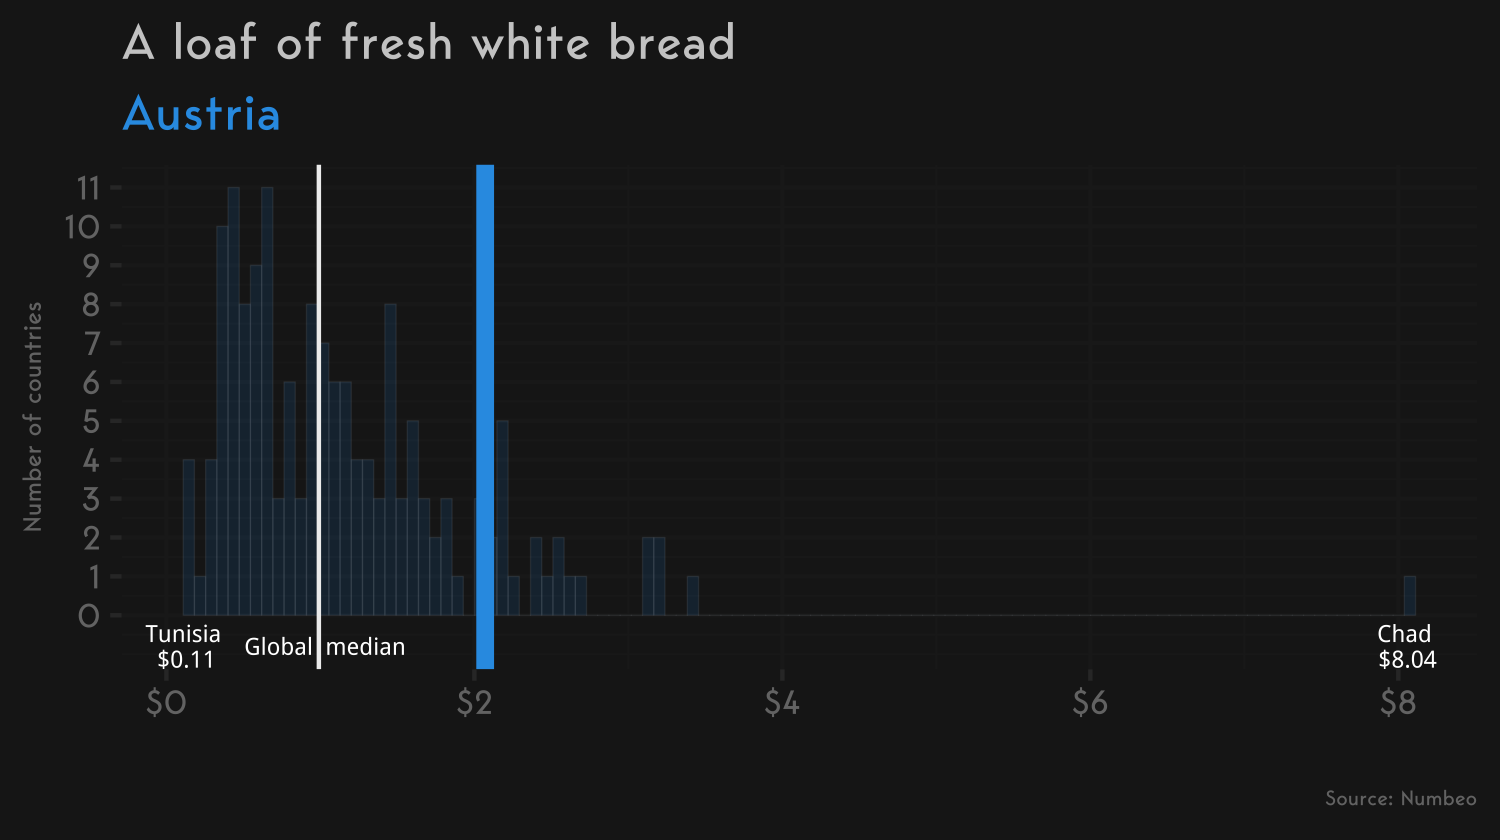 A loaf of fresh white bread
Austria
11
10
9
8
7
6
5
4
3
2
1
0
Number of countries
Tunisia
$0.11
Global median
Chad
$8.04
$0 $2 $4 $6 $8
Source: Numbeo